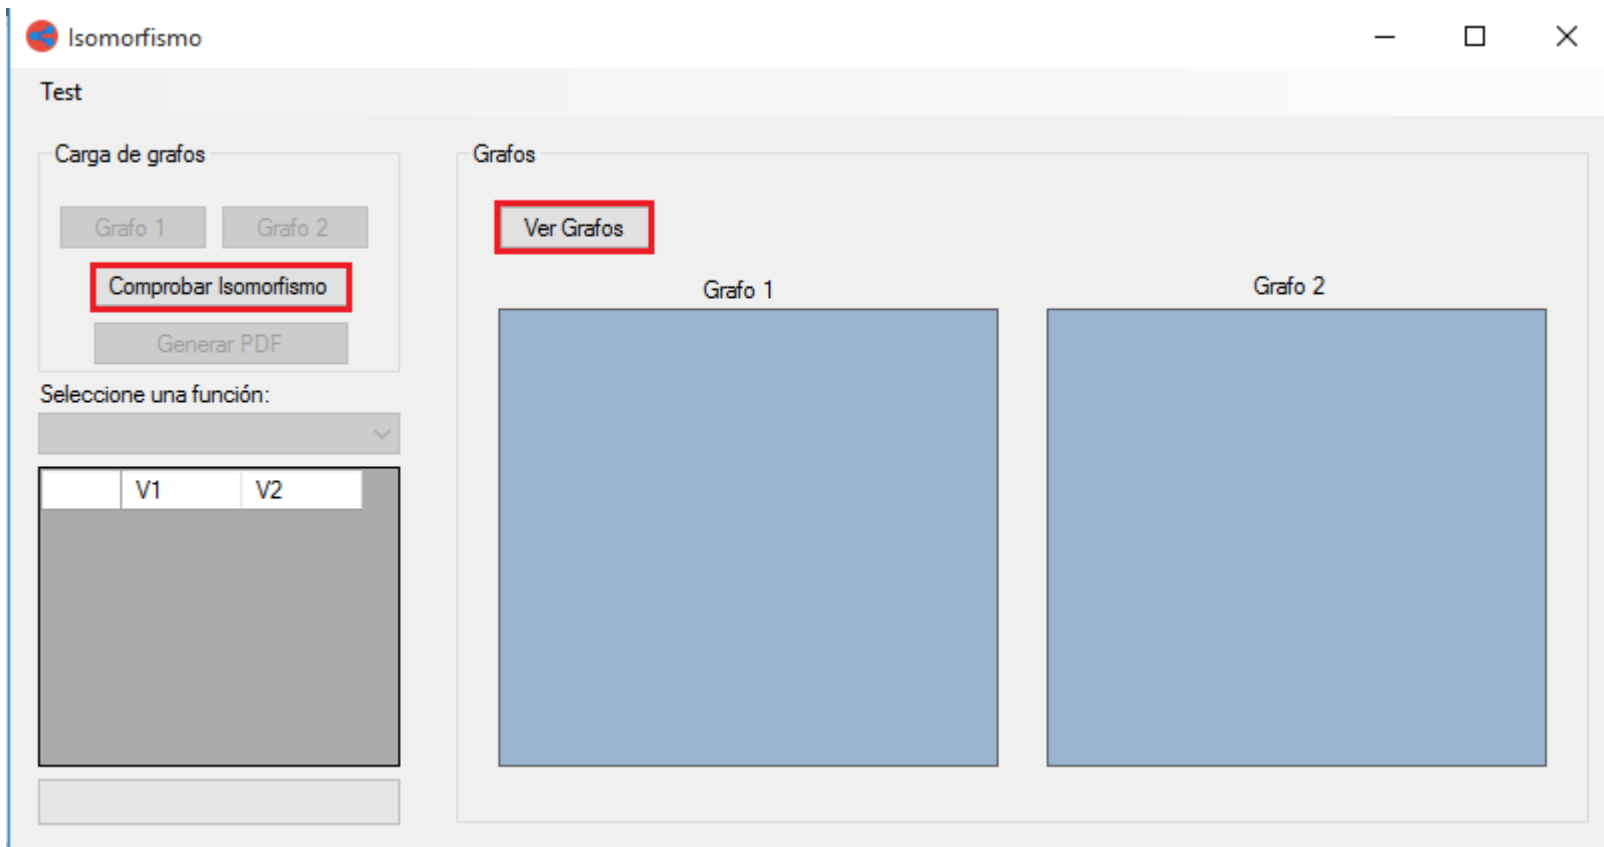 Isomorfismo
Test
Carga de grafos
Grafo 1 Grafo 2
Comprobar Isomorfismo
Generar PDF
Seleccione una función:
V1 V2
Grafos
Ver Grafos
Grafo 1 Grafo 2